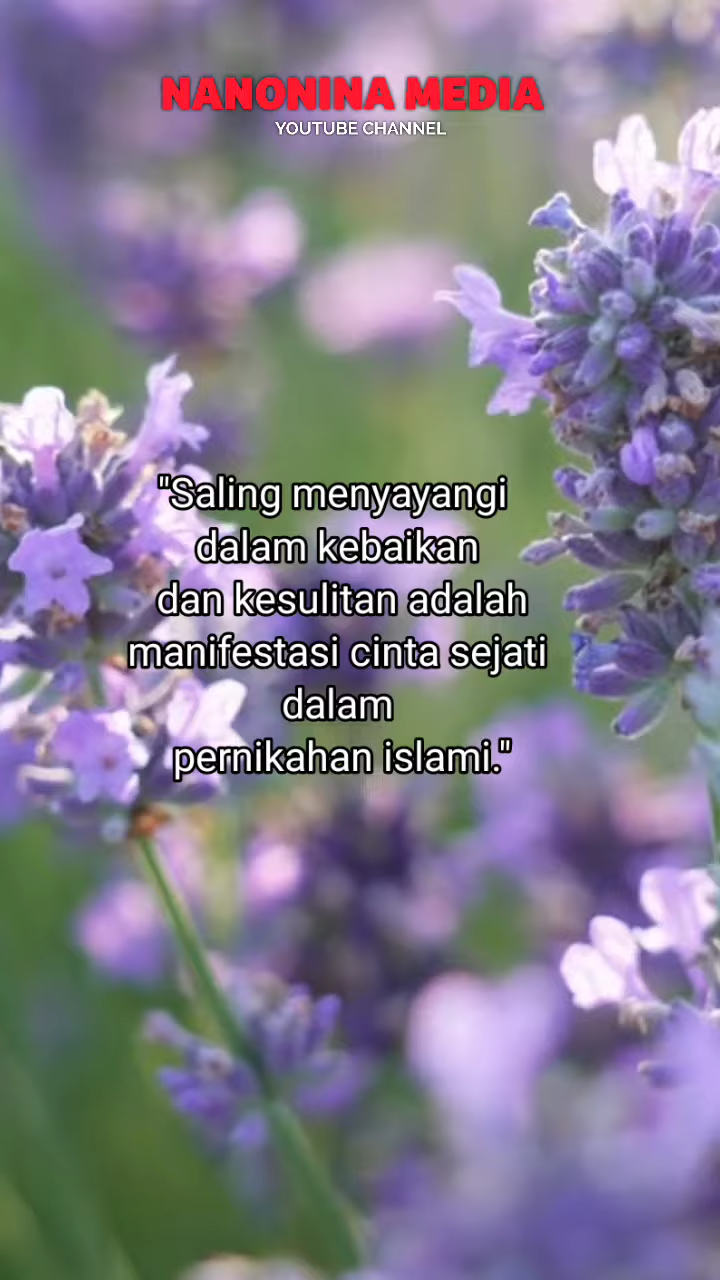 NANONINA MEDIA
YOUTUBE CHANNEL
"Saling menyayangi
dalam kebaikan
dan kesulitan adalah
manifestasi cinta sejati
dalam
pernikahan islami."